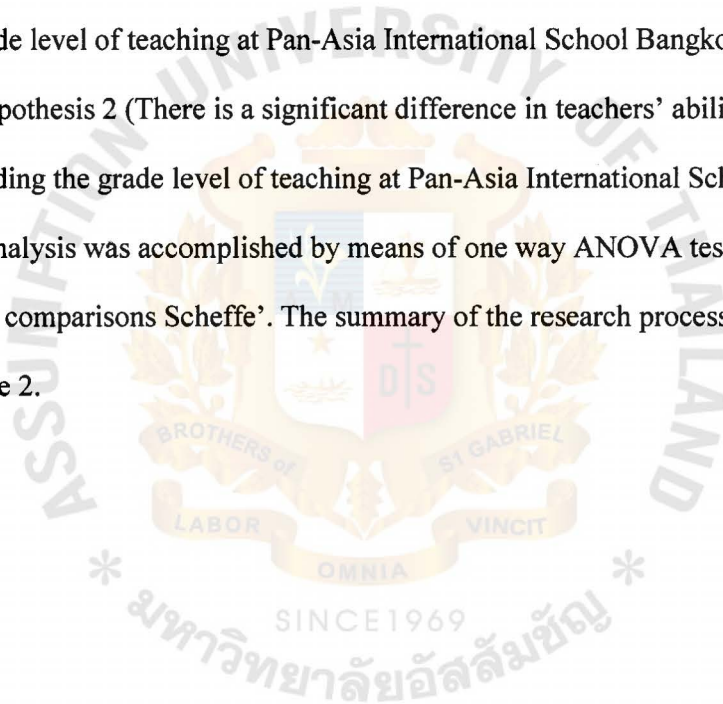 de level of teaching at Pan-Asia International School Bangko
pothesis 2 (There is a significant difference in teachers’ abili
ding the grade level of teaching at Pan-Asia International Sch
nalysis was accomplished by means of one way ANOVA tes
comparisons Scheffe’. The summary of the research process
e 2.
ASSUMPTION UNIVERSITY OF THAILAND
M
D S
BROTHERS of
ST GABRIEL
LABOR
VINCIT
OMNIA
* *
SINCE1969
มหาวิทยาลัยอัสสัมชัญ